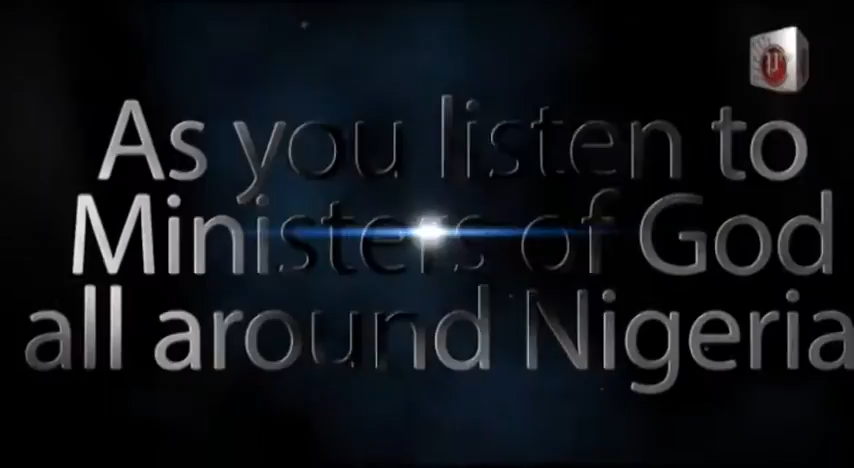 As you listen to
Ministers of God
all around Nigeria